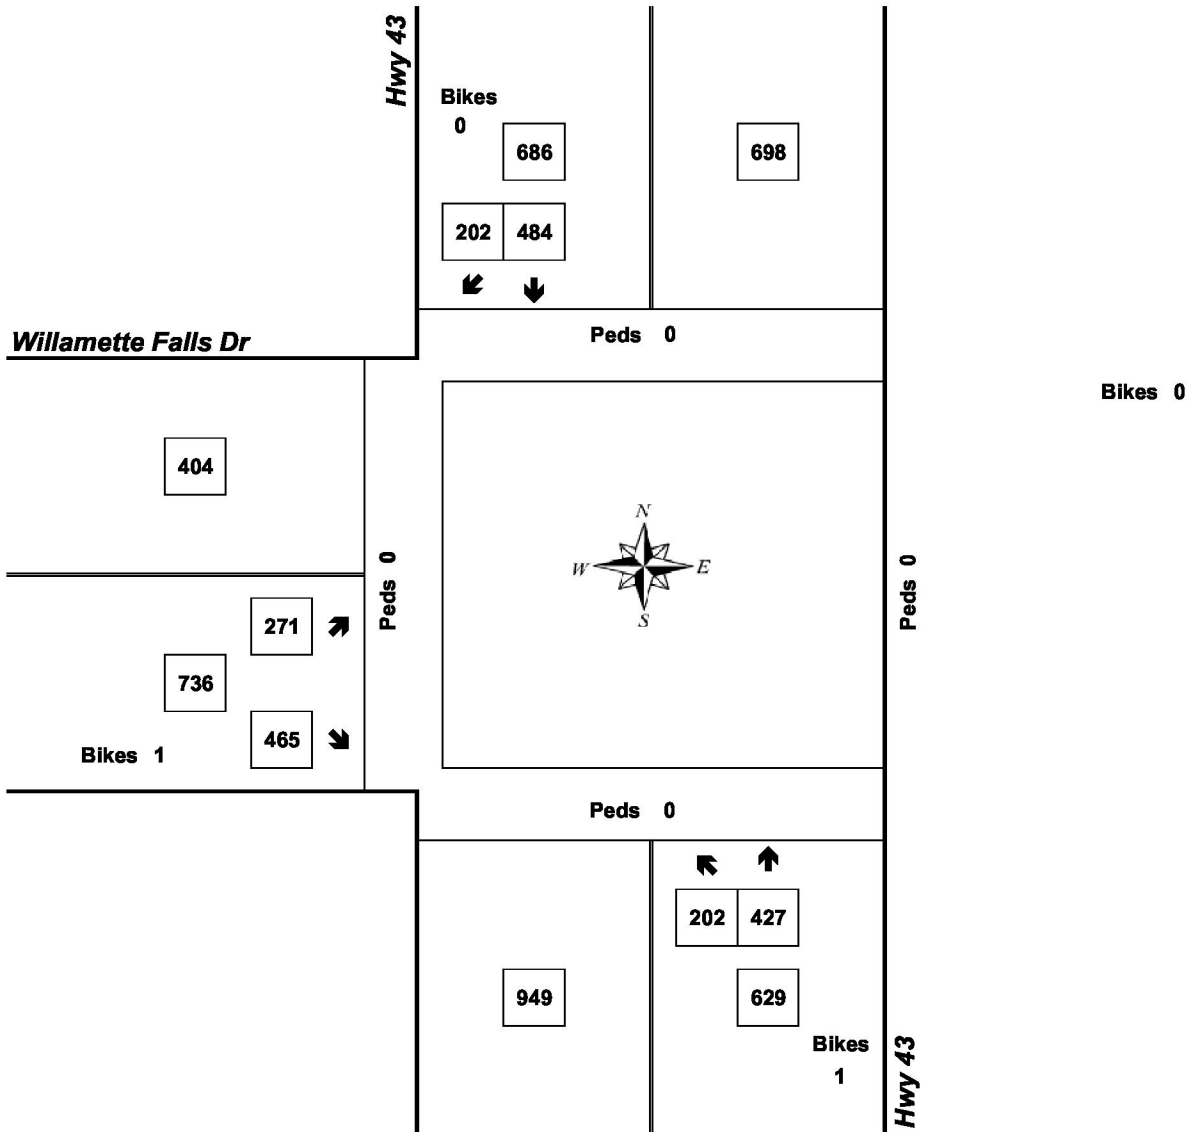 Hwy 43
Bikes
0
686
698
202 484
Peds 0
Willamette Falls Dr
Bikes 0
404
N
W E
S
Peds 0
Peds 0
271
736
465
Bikes 1
Peds 0
202 427
949
629
Bikes
1
Hwy 43